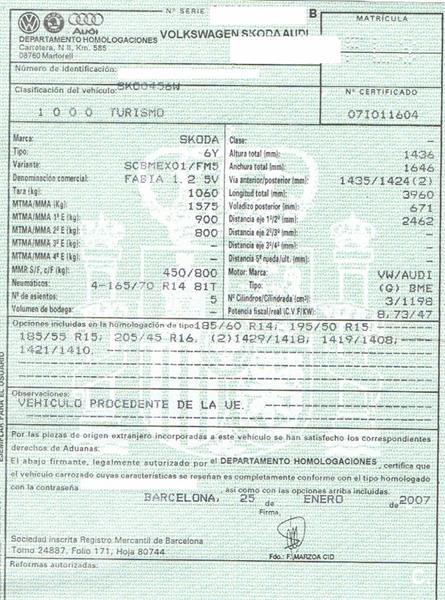 Nº SERIE
B
MATRÍCULA
Audi
VOLKSWAGEN SKODA AUDI
DEPARTAMENTO HOMOLOGACIONES
Carretera, N II, Km. 585
08760 Martorell
Número de identificación:
Clasificación del vehículo:
Nº CERTIFICADO
1000 TURISMO
07I011604
Marca: SKODA
Tipo: 6Y
Variante: SCBMEX01/FM5
Denominación comercial: FABIA 1.2 5V
Tara (kg) 1060
MTMA/MMA (Kg): 1575
MTMA/MMA 1º E (kg): 900
MTMA/MMA 2º E (kg): 800
MTMA/MMA 3º E (kg): -
MTMA/MMA 4º E (kg): -
MMR S/F, c/F (kg): 450/800
Neumáticos: 4-165/70 R14 81T
Nº de asientos: 5
Volumen de bodega: -
Clase: -
Altura total (mm): 1436
Anchura total (mm): 1646
Vía anterior/posterior (mm): 1435/1424(2)
Longitud total (mm): 3960
Voladizo posterior (mm): 671
Distancia eje 1º/2º (mm): 2462
Distancia eje 2º/3º (mm): -
Distancia eje 3º/4º (mm): -
Distancia 5ª rueda/ult. (mm): -
Motor: Marca: VW/AUDI
Tipo: (G) BME
Nº Cilindros/Cilindrada (cm³): 3/1198
Potencia fiscal/real (C.V.F/KW): 8,73/47
Opciones incluidas en la homologación de tipo 185/60 R14, 195/50 R15,
185/55 R15; 205/45 R16. (2)1429/1418; 1419/1408;
1421/1410.
Observaciones:
VEHICULO PROCEDENTE DE LA UE.
Por las piezas de origen extranjero incorporadas a este vehículo se han satisfecho los correspondientes
derechos de Aduanas:
El abajo firmante, legalmente autorizado por el DEPARTAMENTO HOMOLOGACIONES, certifica que
el vehículo carrozado cuyas características se reseñan es completamente conforme con el tipo homologado
con la contraseña así como con las opciones arriba incluidas.
BARCELONA, 25 de ENERO de 2007
Firma,
Sociedad inscrita Registro Mercantil de Barcelona
Tomo 24887, Folio 171, Hoja 80744
Fdo.: F. MARZOA CID
Reformas autorizadas:
EJEMPLAR PARA EL USUARIO